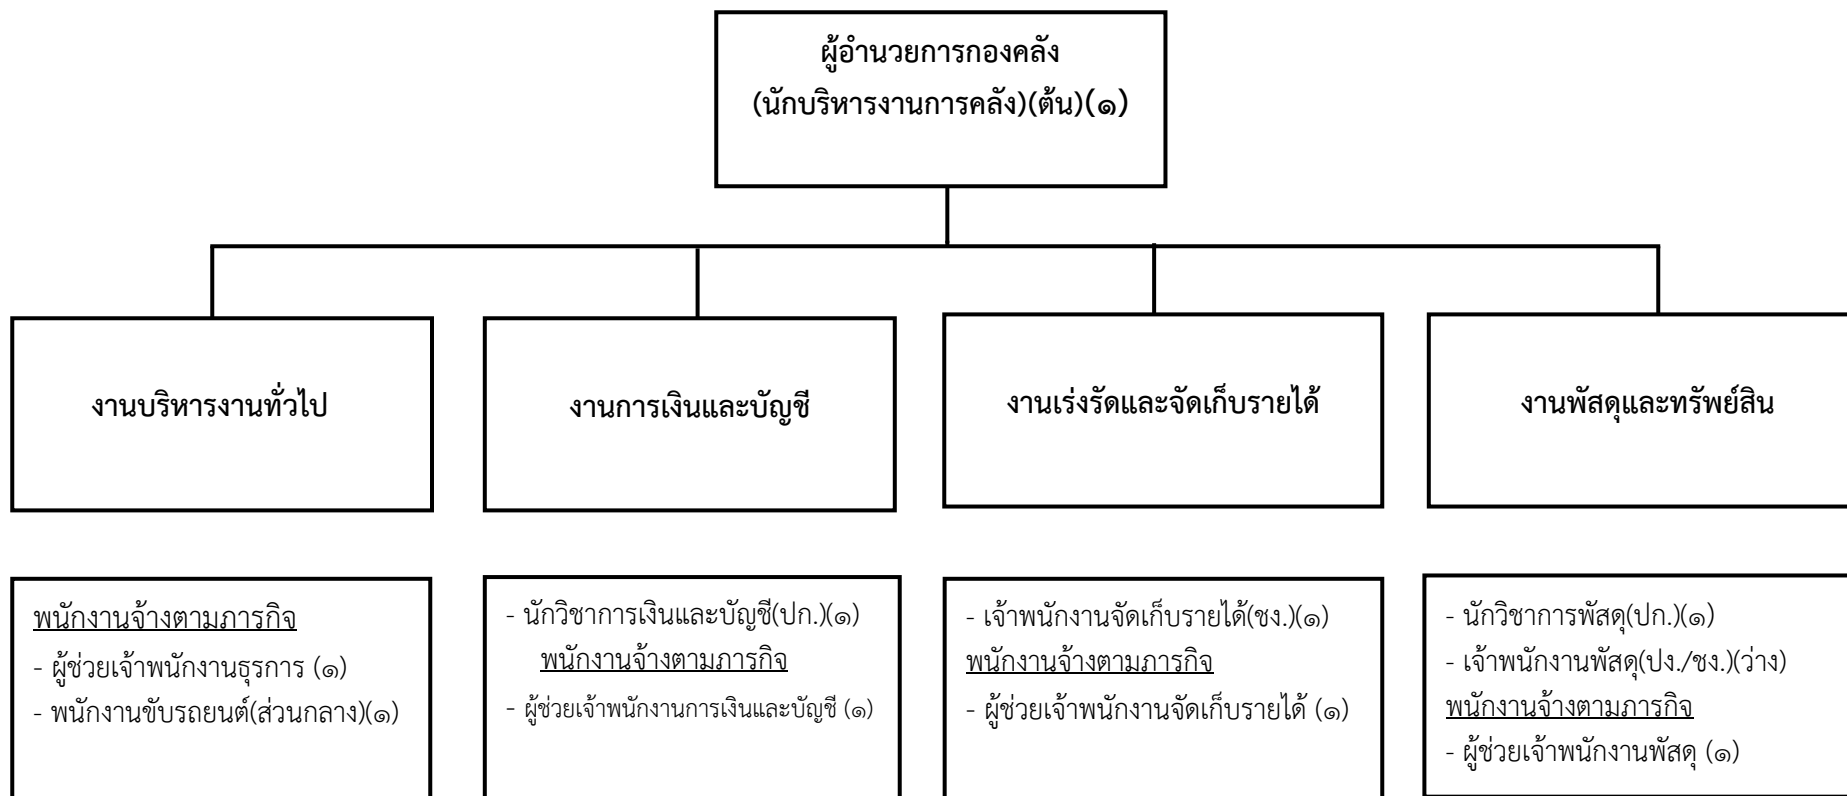 ผู้อำนวยการกองคลัง
(นักบริหารงานการคลัง)(ต้น)(๑)
งานบริหารงานทั่วไป
งานการเงินและบัญชี
งานเร่งรัดและจัดเก็บรายได้
งานพัสดุและทรัพย์สิน
พนักงานจ้างตามภารกิจ
- ผู้ช่วยเจ้าพนักงานธุรการ (๑)
- พนักงานขับรถยนต์(ส่วนกลาง)(๑)
- นักวิชาการเงินและบัญชี(ปก.)(๑)
พนักงานจ้างตามภารกิจ
- ผู้ช่วยเจ้าพนักงานการเงินและบัญชี (๑)
- เจ้าพนักงานจัดเก็บรายได้(ชง.)(๑)
พนักงานจ้างตามภารกิจ
- ผู้ช่วยเจ้าพนักงานจัดเก็บรายได้ (๑)
- นักวิชาการพัสดุ(ปก.)(๑)
- เจ้าพนักงานพัสดุ(ปง./ชง.)(ว่าง)
พนักงานจ้างตามภารกิจ
- ผู้ช่วยเจ้าพนักงานพัสดุ (๑)